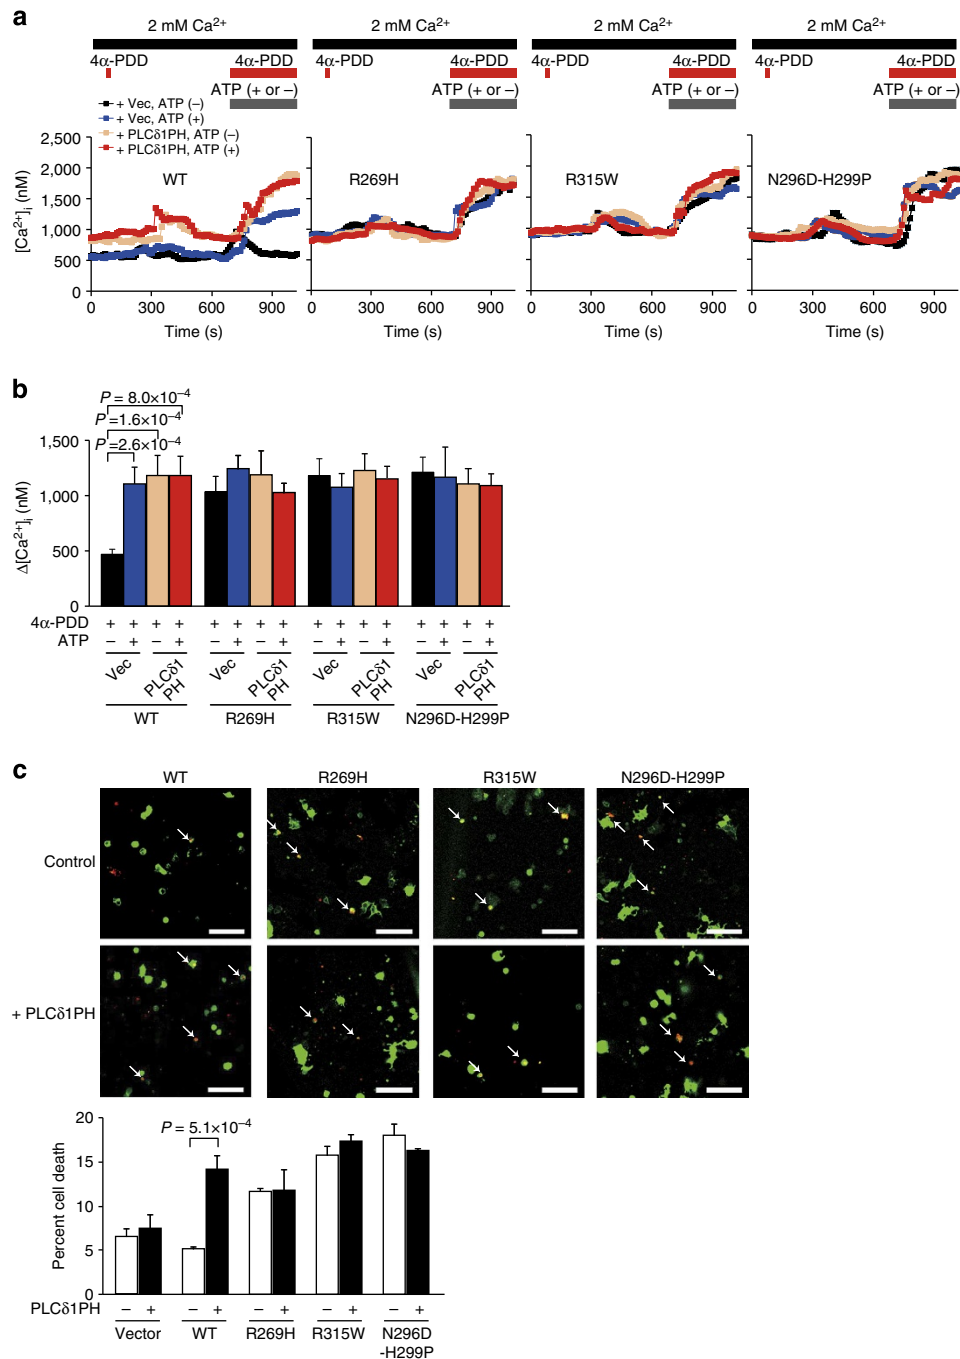 a
2 mM Ca²⁺ 2 mM Ca²⁺ 2 mM Ca²⁺ 2 mM Ca²⁺
4α-PDD 4α-PDD 4α-PDD 4α-PDD 4α-PDD 4α-PDD 4α-PDD 4α-PDD
ATP (+ or –) ATP (+ or –) ATP (+ or –) ATP (+ or –)
+ Vec, ATP (–)
+ Vec, ATP (+)
+ PLCδ1PH, ATP (–)
+ PLCδ1PH, ATP (+)
WT R269H R315W N296D-H299P
[Ca²⁺]ᵢ (nM)
2,500
2,000
1,500
1,000
500
0
0 300 600 900 0 300 600 900 0 300 600 900 0 300 600 900
Time (s) Time (s) Time (s) Time (s)
b
P = 8.0×10⁻⁴
P =1.6×10⁻⁴
P =2.6×10⁻⁴
Δ[Ca²⁺]ᵢ (nM)
1,500
1,000
500
0
4α-PDD + + + + + + + + + + + + + + + +
ATP – + – + – + – + – + – + – + – +
Vec PLCδ1 PH Vec PLCδ1 PH Vec PLCδ1 PH Vec PLCδ1 PH
WT R269H R315W N296D-H299P
c
WT R269H R315W N296D-H299P
Control
+ PLCδ1PH
P = 5.1×10⁻⁴
Percent cell death
20
15
10
5
0
PLCδ1PH – + – + – + – + – +
Vector WT R269H R315W N296D
-H299P